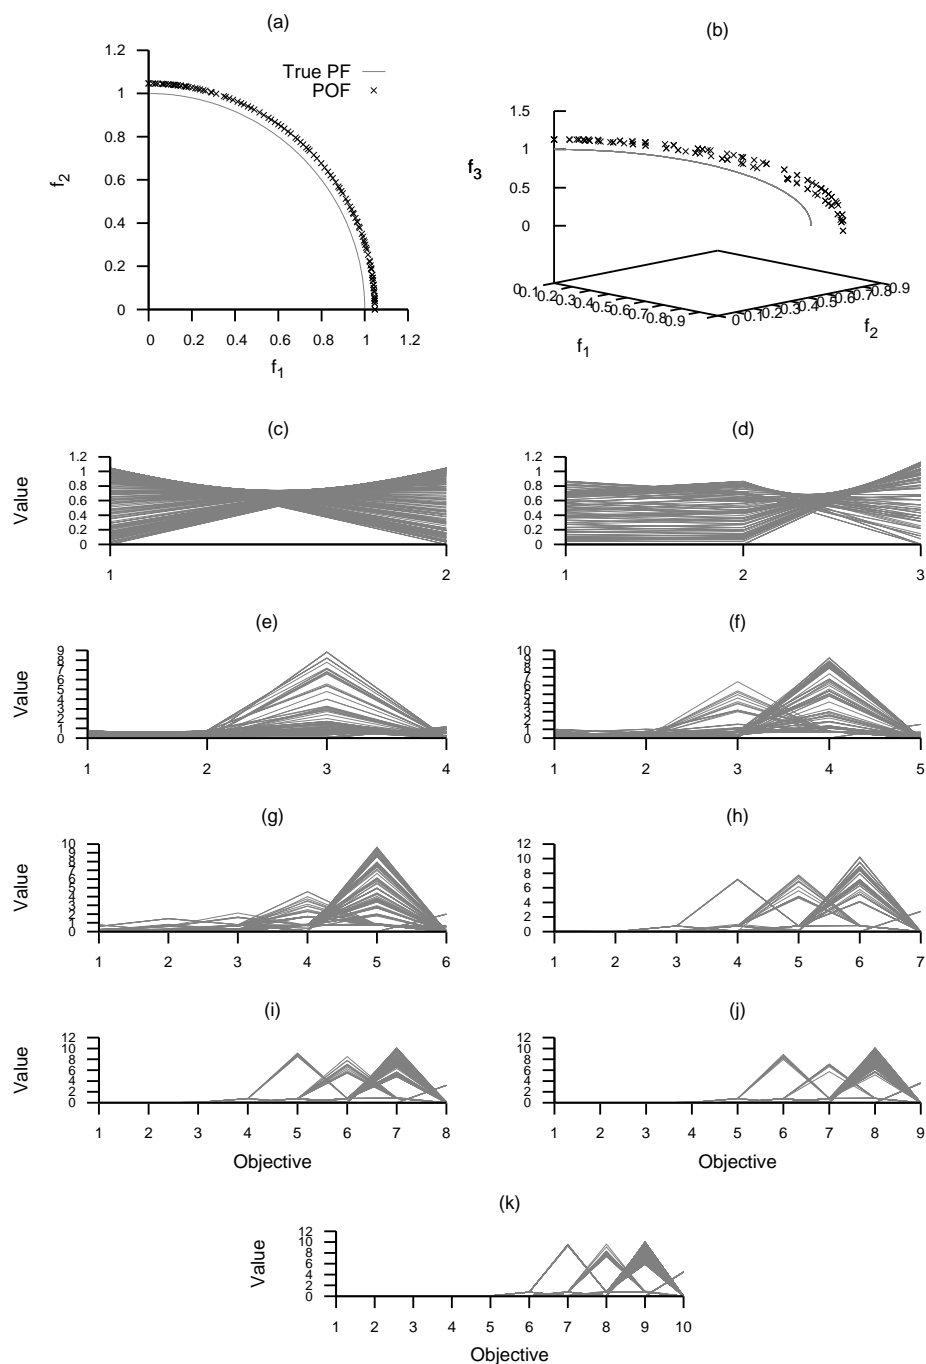 (a)
1.2
1
0.8
0.6
0.4
0.2
0
f2
True PF
POF
0 0.2 0.4 0.6 0.8 1 1.2
f1
(b)
1.5
1
0.5
0
f3
0 0.1 0.2 0.3 0.4 0.5 0.6 0.7 0.8 0.9
f1
0 0.1 0.2 0.3 0.4 0.5 0.6 0.7 0.8 0.9
f2
(c)
Value
1.2
1
0.8
0.6
0.4
0.2
0
1 2
(d)
1.2
1
0.8
0.6
0.4
0.2
0
1 2 3
(e)
Value
9
8
7
6
5
4
3
2
1
0
1 2 3 4
(f)
10
9
8
7
6
5
4
3
2
1
0
1 2 3 4 5
(g)
Value
10
9
8
7
6
5
4
3
2
1
0
1 2 3 4 5 6
(h)
12
10
8
6
4
2
0
1 2 3 4 5 6 7
(i)
Value
12
10
8
6
4
2
0
1 2 3 4 5 6 7 8
Objective
(j)
12
10
8
6
4
2
0
1 2 3 4 5 6 7 8 9
Objective
(k)
Value
12
10
8
6
4
2
0
1 2 3 4 5 6 7 8 9 10
Objective